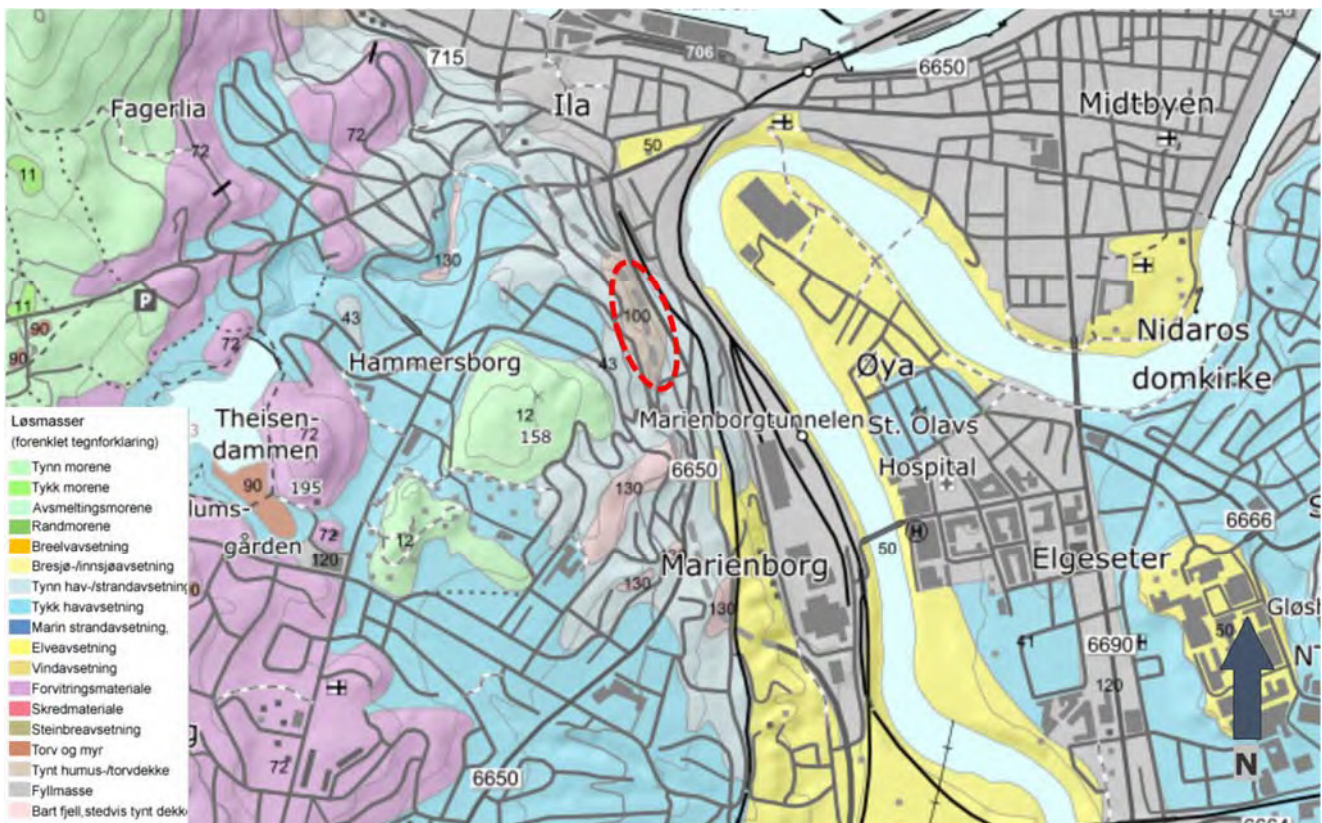 715
706
6650
Fagerlia
Ila
Midtbyen
72
72
50
11
130
11
P
43
100
90
90
72
Hammersborg
43
Øya
Nidaros
domkirke
Løsmasser
(forenklet tegnforklaring)
Tynn morene
Tykk morene
Avsmeltingsmorene
Randmorene
Breelvavsetning
Bresjø-/innsjøavsetning
Tynn hav-/strandavsetning
Tykk havavsetning
Marin strandavsetning,
Elveavsetning
Vindavsetning
Forvitringsmateriale
Skredmateriale
Steinbreavsetning
Torv og myr
Tynt humus-/torvdekke
Fyllmasse
Bart fjell, stedvis tynt dekk
Theisen-
dammen
72
12
158
Marienborgtunnelen
St. Olavs
Hospital
6650
90
195
130
lums-
gården
72
120
12
H
50
6666
Marienborg
Elgeseter
Gløsh
130
130
50
41
6690
120
N
72
6650